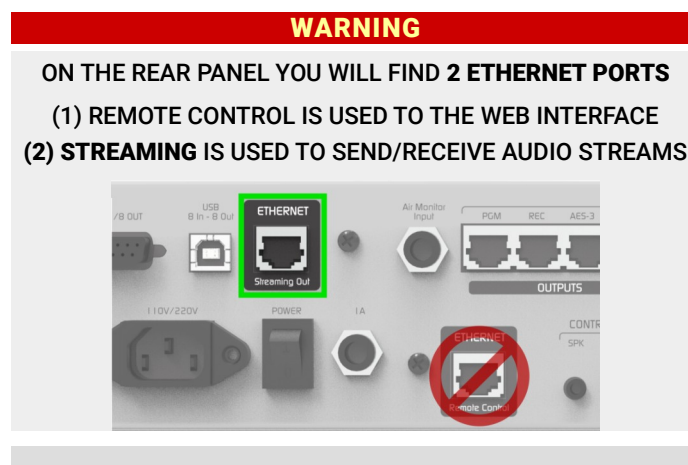 WARNING
ON THE REAR PANEL YOU WILL FIND 2 ETHERNET PORTS
(1) REMOTE CONTROL IS USED TO THE WEB INTERFACE
(2) STREAMING IS USED TO SEND/RECEIVE AUDIO STREAMS
/8 OUT
USB
8 In - 8 Out
ETHERNET
Streaming Out
Air Monitor
Input
PGM REC AES-3
OUTPUTS
110V/220V
POWER
1A
ETHERNET
Remote Control
CONTR
SPK